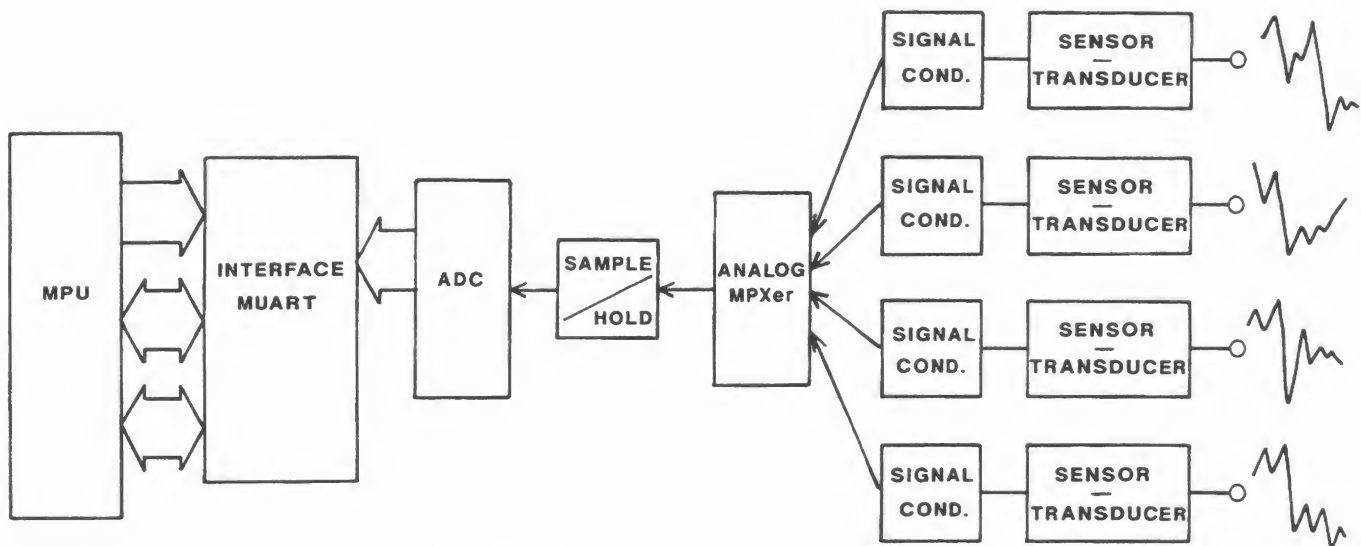 MPU
INTERFACE
MUART
ADC
SAMPLE
HOLD
ANALOG
MPXer
SIGNAL
COND.
SENSOR
—
TRANSDUCER
SIGNAL
COND.
SENSOR
—
TRANSDUCER
SIGNAL
COND.
SENSOR
—
TRANSDUCER
SIGNAL
COND.
SENSOR
—
TRANSDUCER